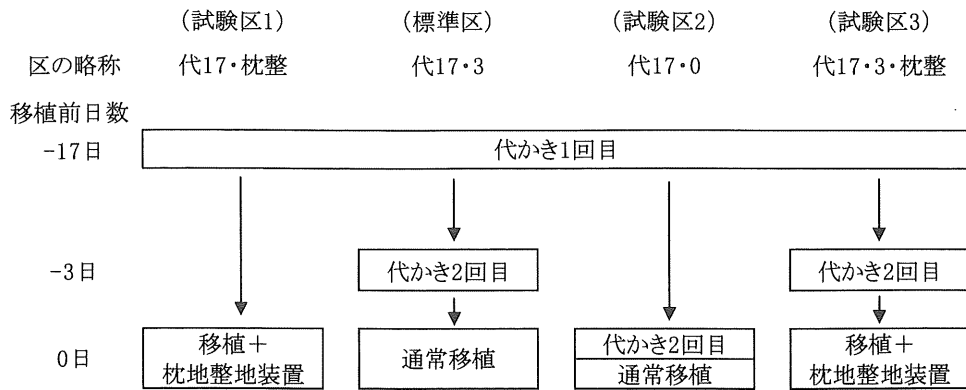 (試験区1) (標準区) (試験区2) (試験区3)
区の略称 代17・枕整 代17・3 代17・0 代17・3・枕整
移植前日数
-17日 代かき1回目
-3日 代かき2回目 代かき2回目
0日 移植＋ 枕地整地装置 通常移植 代かき2回目 通常移植 移植＋ 枕地整地装置